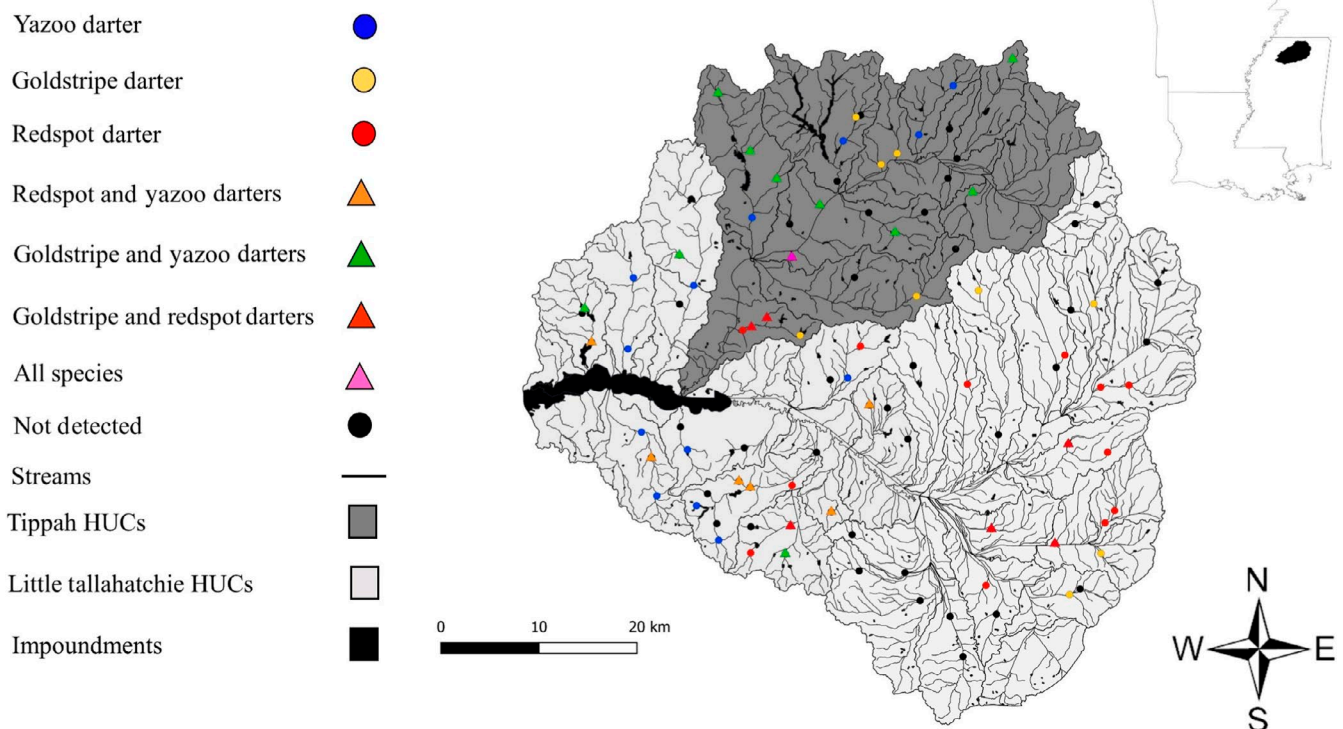 Yazoo darter
Goldstripe darter
Redspot darter
Redspot and yazoo darters
Goldstripe and yazoo darters
Goldstripe and redspot darters
All species
Not detected
Streams
Tippah HUCs
Little tallahatchie HUCs
Impoundments
0 10 20 km
N
W E
S